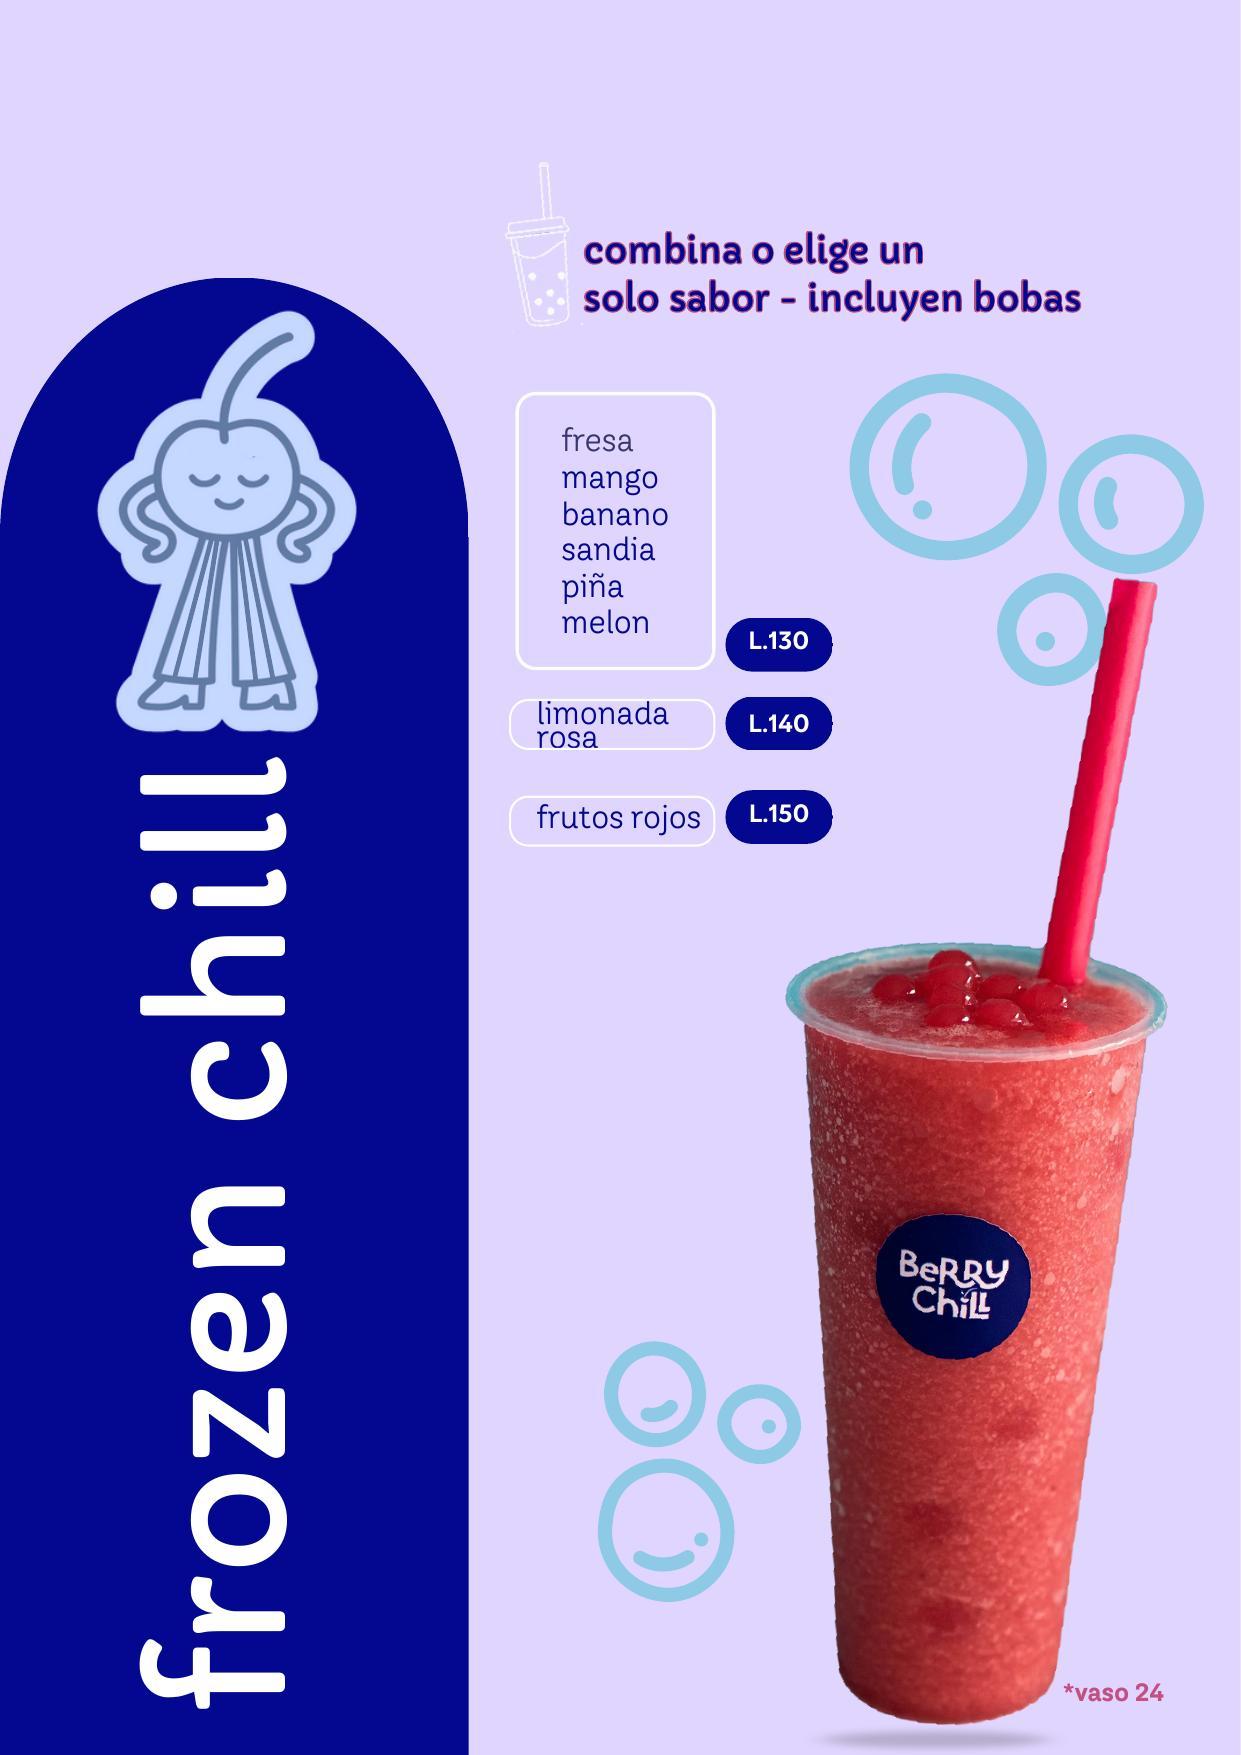 combina o elige un
solo sabor - incluyen bobas
fresa
mango
banano
sandia
piña
melon
L.130
limonada
rosa
L.140
frutos rojos
L.150
frozen chill
BeRRY
ChiLL
*vaso 24